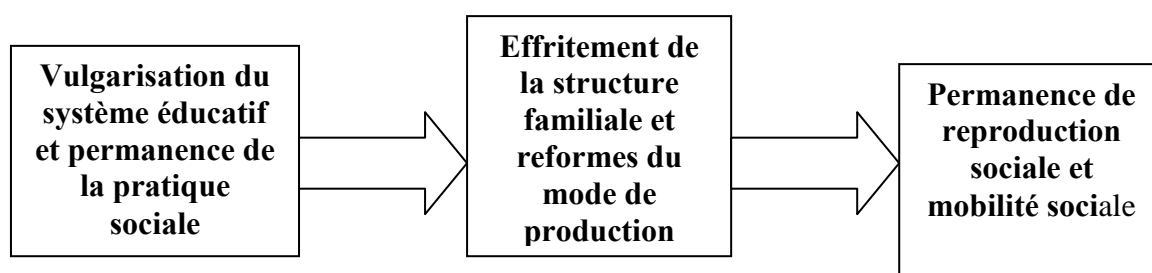 Vulgarisation du
système éducatif
et permanence de
la pratique
sociale
Effritement de
la structure
familiale et
reformes du
mode de
production
Permanence de
reproduction
sociale et
mobilité sociale